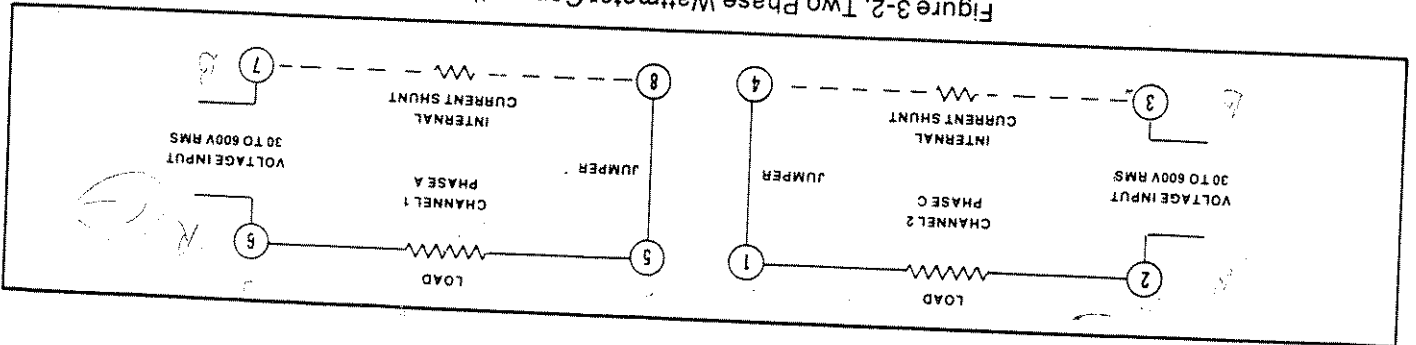 LOAD
LOAD
2
1
5
6
CHANNEL 2
PHASE C
CHANNEL 1
PHASE A
VOLTAGE INPUT
30 TO 600V RMS
JUMPER
JUMPER
VOLTAGE INPUT
30 TO 600V RMS
INTERNAL
CURRENT SHUNT
INTERNAL
CURRENT SHUNT
3
4
8
7
Figure 3-2. Two Phase Wattmeter